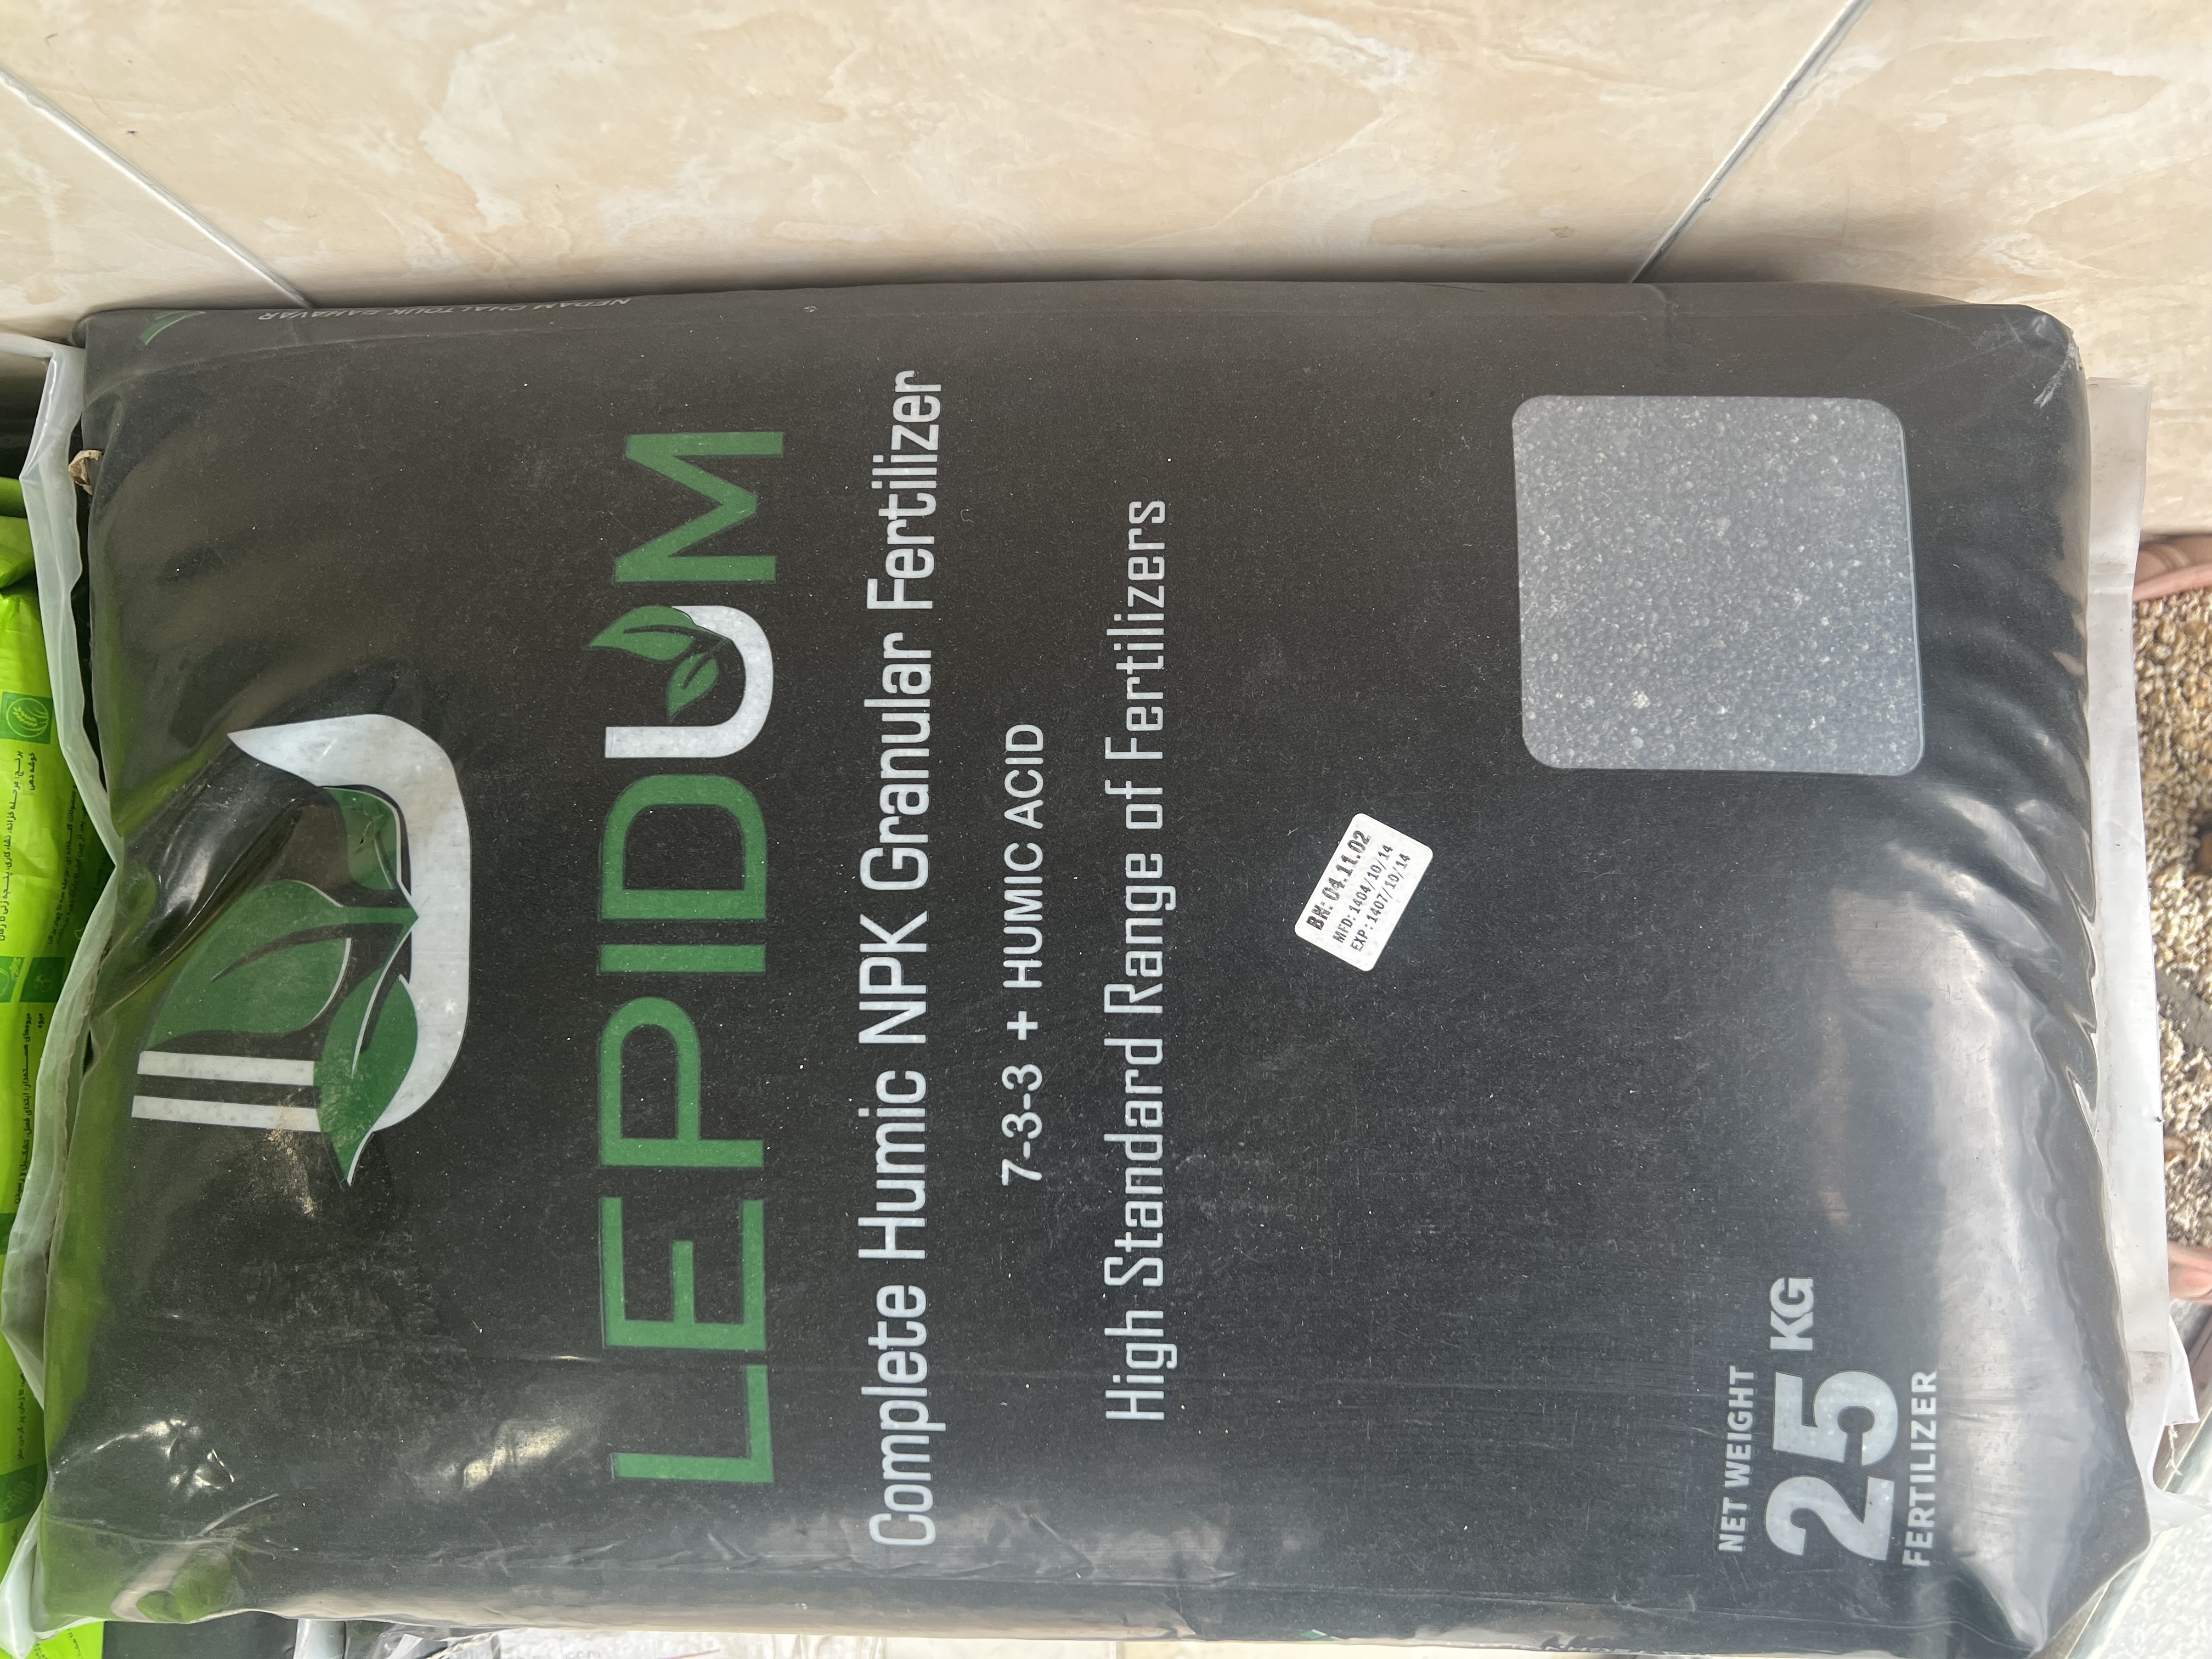 LEPIDUM
Complete Humic NPK Granular Fertilizer
7-3-3 + HUMIC ACID
High Standard Range of Fertilizers
BN: 04.11.02
MFD: 1404/10/14
EXP: 1407/10/14
NET WEIGHT
25 KG
FERTILIZER